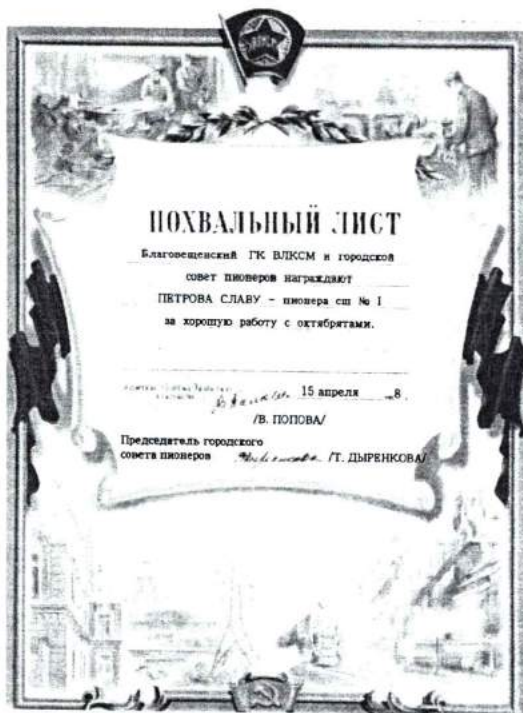 ВЛКСМ
ПОХВАЛЬНЫЙ ЛИСТ
Благовещенский ГК ВЛКСМ и городской
совет пионеров награждают
ПЕТРОВА СЛАВУ - пионера сш № I
за хорошую работу с октябрятами.
15 апреля 8
/В. ПОПОВА/
Председатель городского
совета пионеров /Т. ДЫРЕНКОВА/